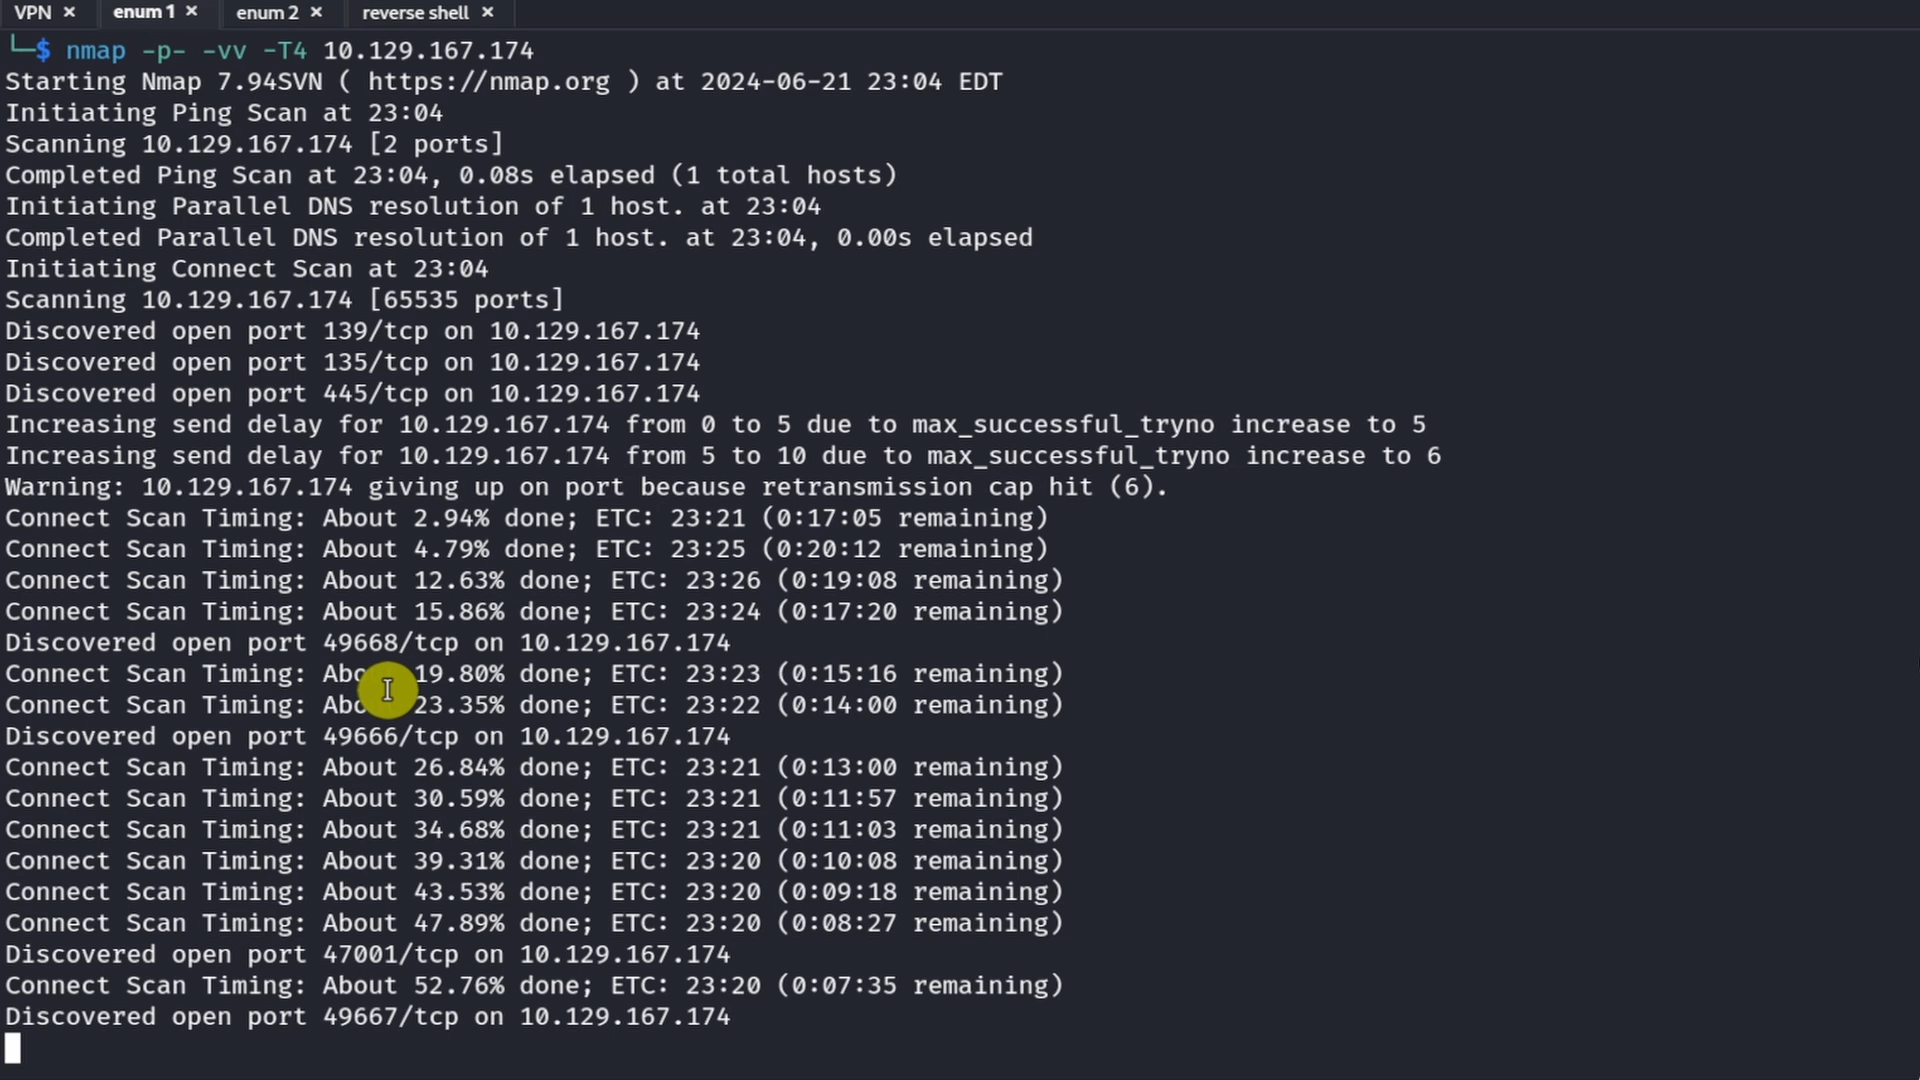 VPN × enum 1 × enum 2 × reverse shell ×
└─$ nmap -p- -vv -T4 10.129.167.174
Starting Nmap 7.94SVN ( https://nmap.org ) at 2024-06-21 23:04 EDT
Initiating Ping Scan at 23:04
Scanning 10.129.167.174 [2 ports]
Completed Ping Scan at 23:04, 0.08s elapsed (1 total hosts)
Initiating Parallel DNS resolution of 1 host. at 23:04
Completed Parallel DNS resolution of 1 host. at 23:04, 0.00s elapsed
Initiating Connect Scan at 23:04
Scanning 10.129.167.174 [65535 ports]
Discovered open port 139/tcp on 10.129.167.174
Discovered open port 135/tcp on 10.129.167.174
Discovered open port 445/tcp on 10.129.167.174
Increasing send delay for 10.129.167.174 from 0 to 5 due to max_successful_tryno increase to 5
Increasing send delay for 10.129.167.174 from 5 to 10 due to max_successful_tryno increase to 6
Warning: 10.129.167.174 giving up on port because retransmission cap hit (6).
Connect Scan Timing: About 2.94% done; ETC: 23:21 (0:17:05 remaining)
Connect Scan Timing: About 4.79% done; ETC: 23:25 (0:20:12 remaining)
Connect Scan Timing: About 12.63% done; ETC: 23:26 (0:19:08 remaining)
Connect Scan Timing: About 15.86% done; ETC: 23:24 (0:17:20 remaining)
Discovered open port 49668/tcp on 10.129.167.174
Connect Scan Timing: Abo 19.80% done; ETC: 23:23 (0:15:16 remaining)
Connect Scan Timing: Abo 23.35% done; ETC: 23:22 (0:14:00 remaining)
Discovered open port 49666/tcp on 10.129.167.174
Connect Scan Timing: About 26.84% done; ETC: 23:21 (0:13:00 remaining)
Connect Scan Timing: About 30.59% done; ETC: 23:21 (0:11:57 remaining)
Connect Scan Timing: About 34.68% done; ETC: 23:21 (0:11:03 remaining)
Connect Scan Timing: About 39.31% done; ETC: 23:20 (0:10:08 remaining)
Connect Scan Timing: About 43.53% done; ETC: 23:20 (0:09:18 remaining)
Connect Scan Timing: About 47.89% done; ETC: 23:20 (0:08:27 remaining)
Discovered open port 47001/tcp on 10.129.167.174
Connect Scan Timing: About 52.76% done; ETC: 23:20 (0:07:35 remaining)
Discovered open port 49667/tcp on 10.129.167.174